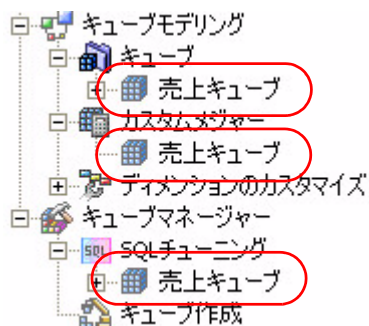 キューブモデリング
キューブ
売上キューブ
カスタムメジャー
売上キューブ
ディメンションのカスタマイズ
キューブマネージャー
SQL SQLチューニング
売上キューブ
キューブ作成